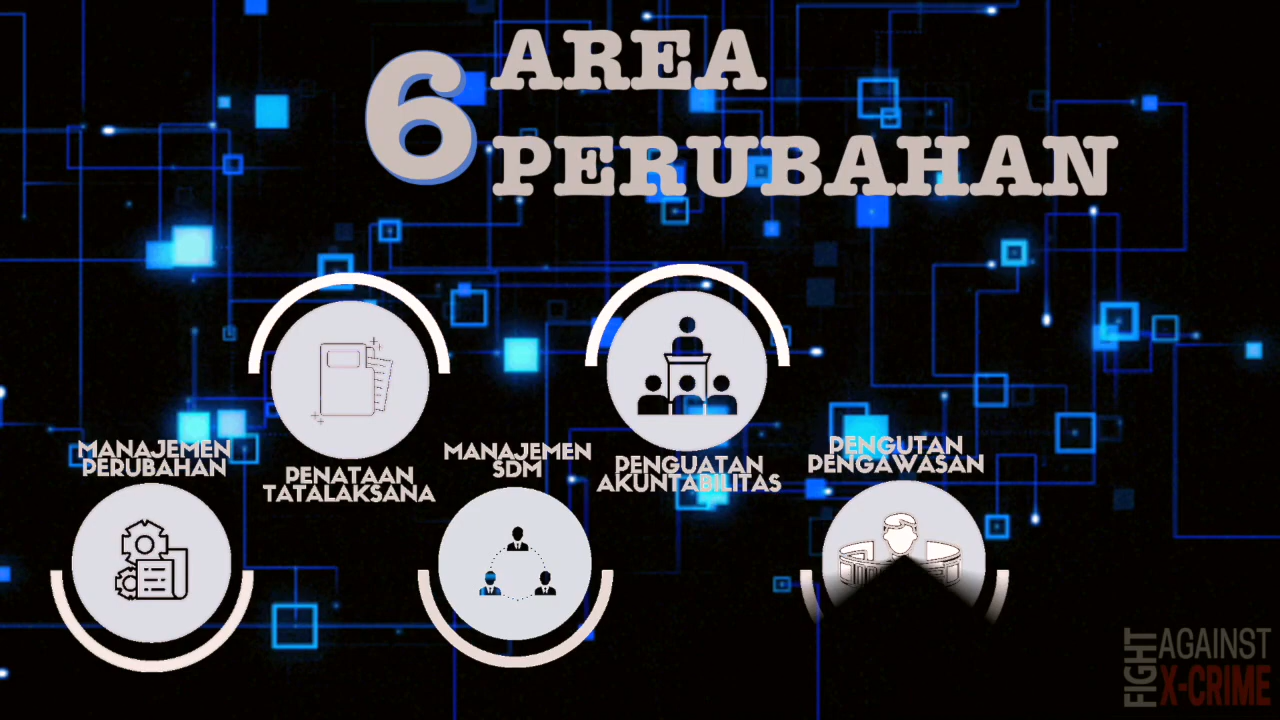 6
AREA
PERUBAHAN
MANAJEMEN
PERUBAHAN
PENATAAN
TATALAKSANA
MANAJEMEN
SDM
PENGUATAN
AKUNTABILITAS
PENGUTAN
PENGAWASAN
FIGHT
AGAINST
X-CRIME